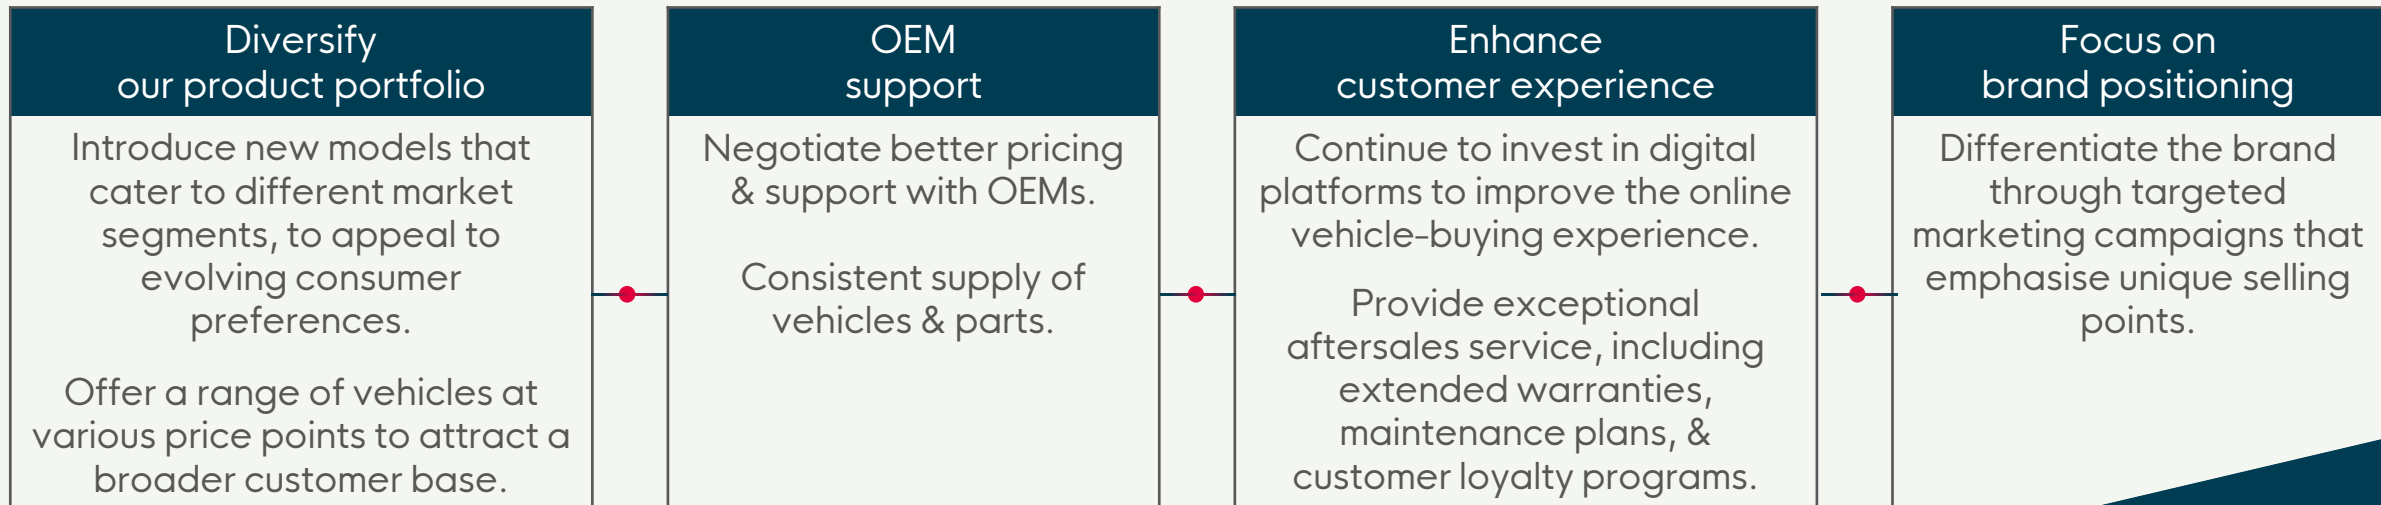 Diversify
our product portfolio
Introduce new models that
cater to different market
segments, to appeal to
evolving consumer
preferences.
Offer a range of vehicles at
various price points to attract a
broader customer base.
OEM
support
Negotiate better pricing
& support with OEMs.
Consistent supply of
vehicles & parts.
Enhance
customer experience
Continue to invest in digital
platforms to improve the online
vehicle-buying experience.
Provide exceptional
aftersales service, including
extended warranties,
maintenance plans, &
customer loyalty programs.
Focus on
brand positioning
Differentiate the brand
through targeted
marketing campaigns that
emphasise unique selling
points.